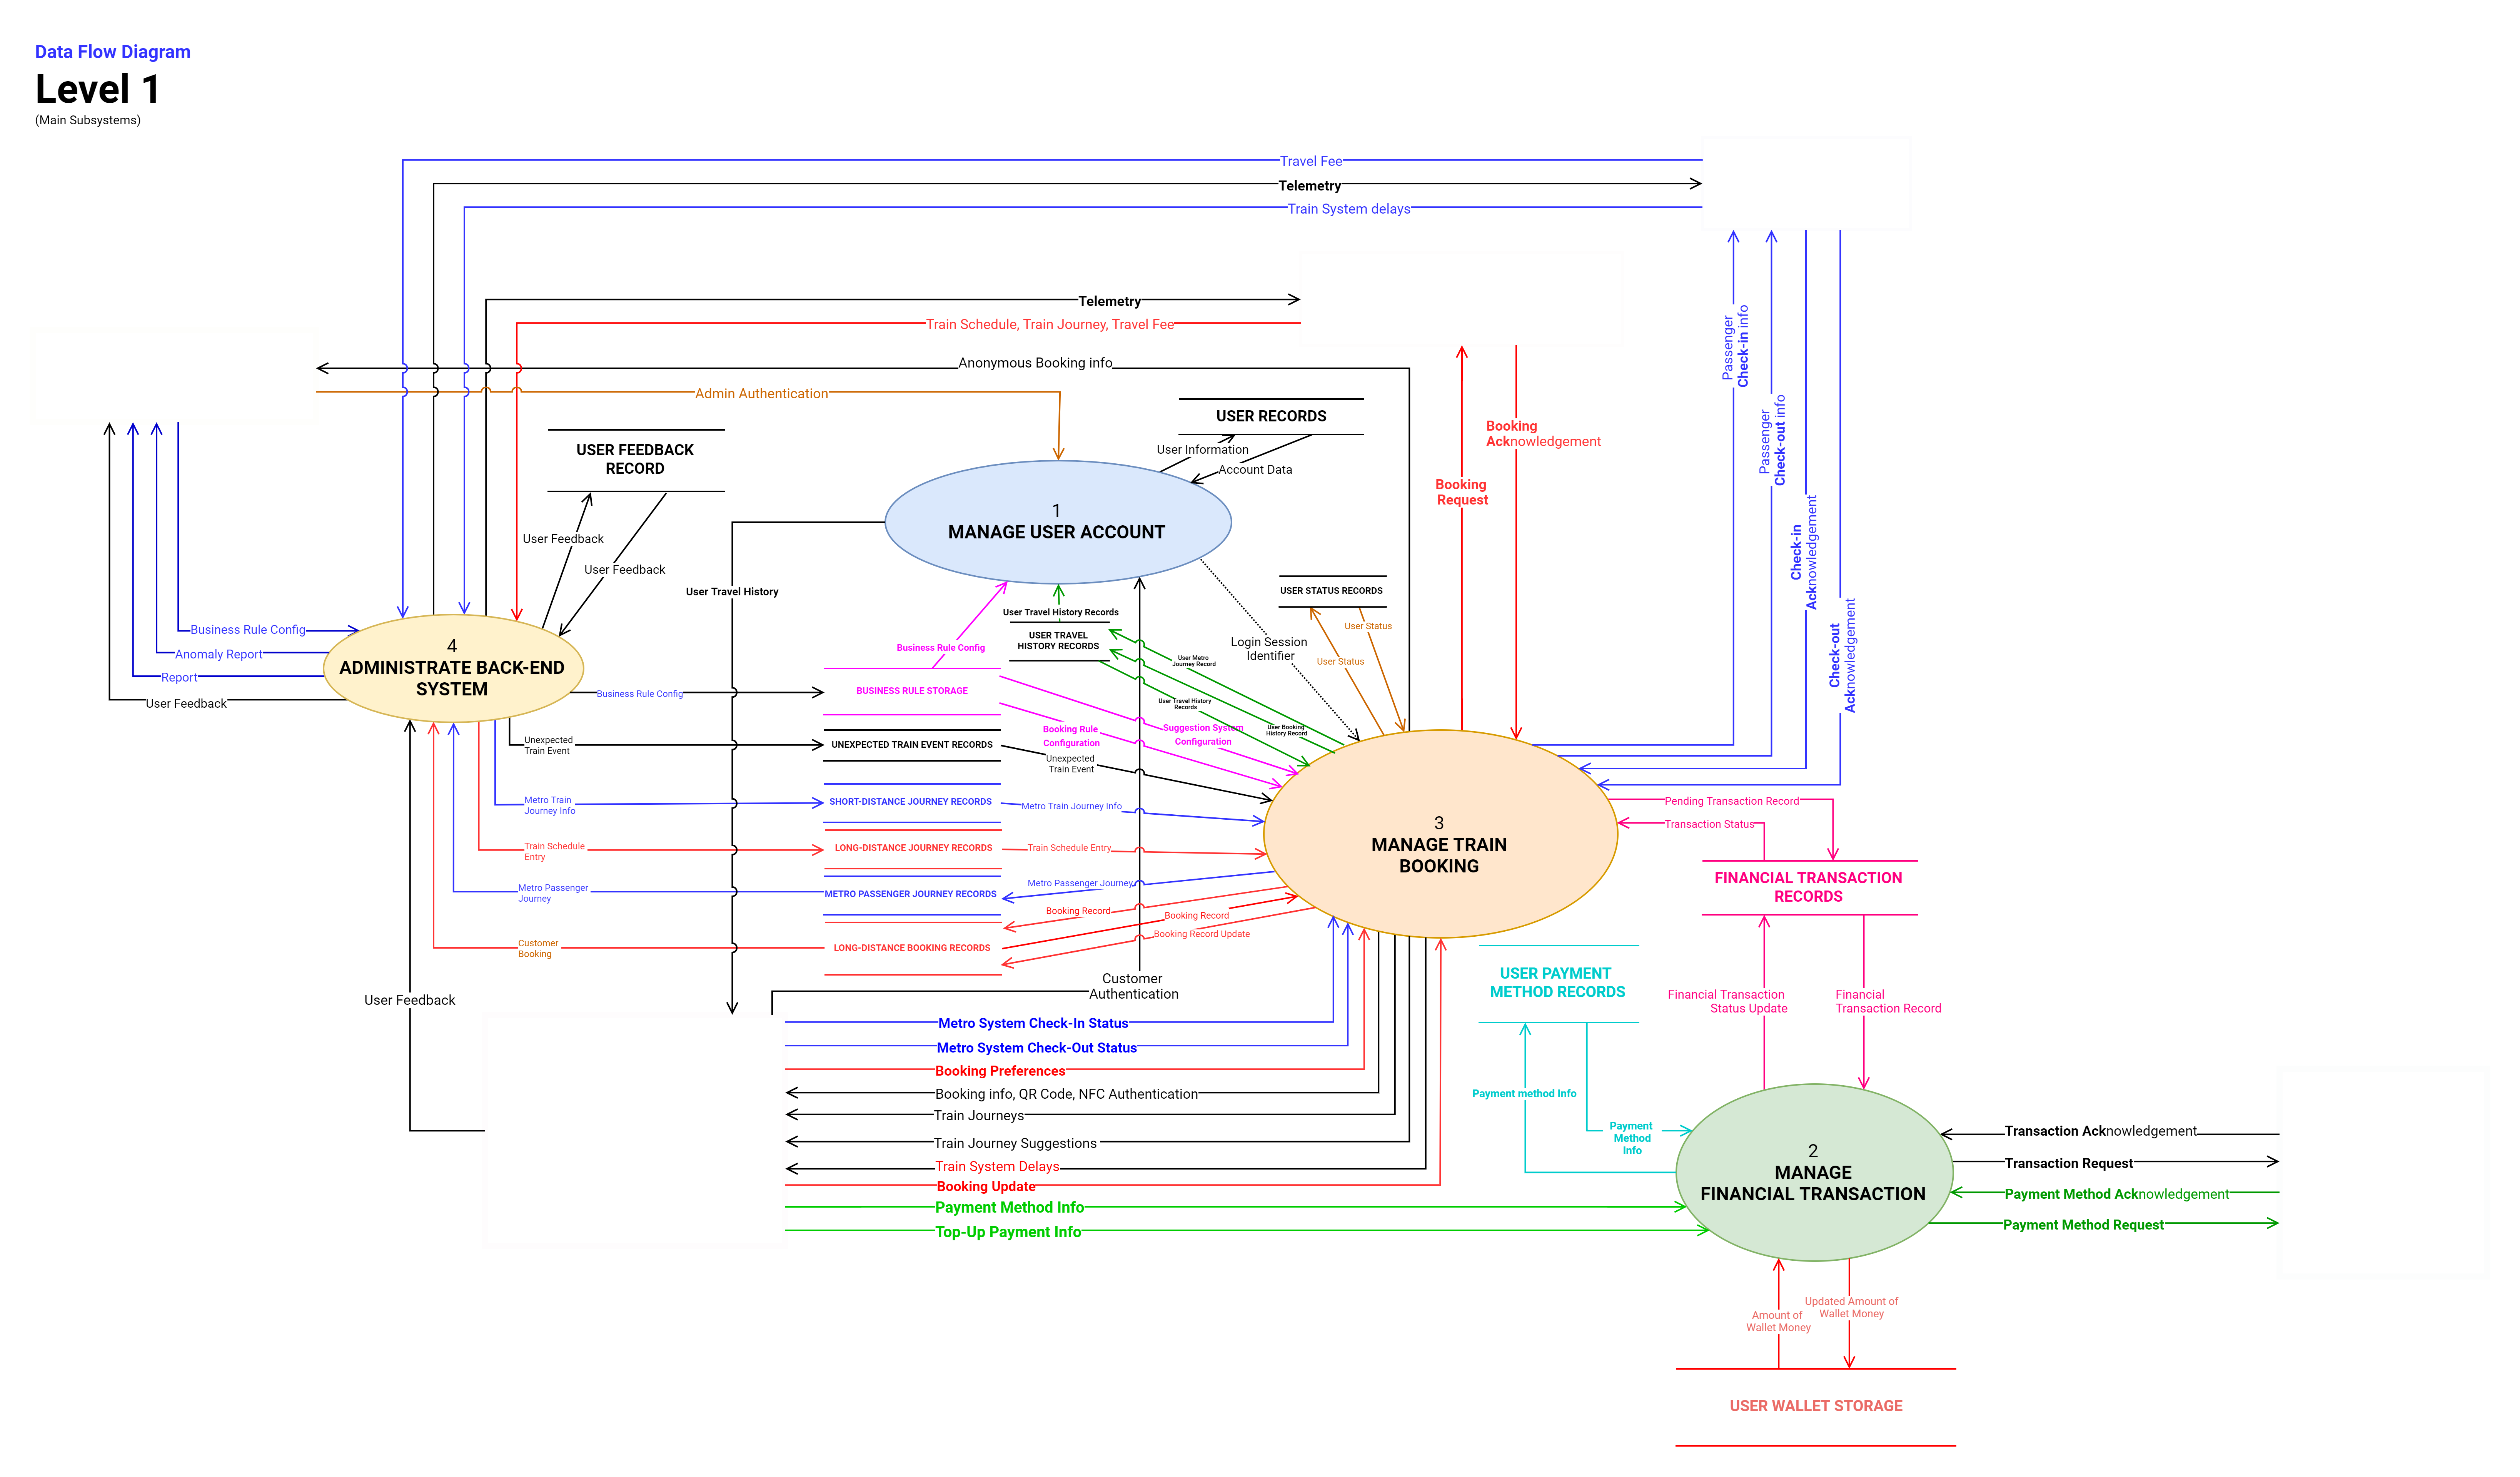 Data Flow Diagram
Level 1
(Main Subsystems)
Travel Fee
Telemetry
Train System delays
Telemetry
Train Schedule, Train Journey, Travel Fee
Anonymous Booking info
Admin Authentication
Passenger
Check-in info
Passenger
Check-out info
Check-in
Acknowledgement
Check-out
Acknowledgement
Booking
Acknowledgement
Booking
Request
USER RECORDS
User Information
Account Data
USER FEEDBACK
RECORD
User Feedback
User Feedback
1
MANAGE USER ACCOUNT
User Travel History
USER STATUS RECORDS
User Status
User Status
Login Session
Identifier
User Travel History Records
USER TRAVEL
HISTORY RECORDS
User Metro
Journey Record
User Travel History
Records
User Booking
History Record
Business Rule Config
Business Rule Config
Anomaly Report
Report
User Feedback
4
ADMINISTRATE BACK-END
SYSTEM
Business Rule Config
BUSINESS RULE STORAGE
Booking Rule
Configuration
Suggestion System
Configuration
Unexpected
Train Event
UNEXPECTED TRAIN EVENT RECORDS
Unexpected
Train Event
Metro Train
Journey Info
SHORT-DISTANCE JOURNEY RECORDS
Metro Train Journey Info
Train Schedule
Entry
LONG-DISTANCE JOURNEY RECORDS
Train Schedule Entry
Metro Passenger
Journey
METRO PASSENGER JOURNEY RECORDS
Metro Passenger Journey
Booking Record
Booking Record
Booking Record Update
Customer
Booking
LONG-DISTANCE BOOKING RECORDS
3
MANAGE TRAIN
BOOKING
Pending Transaction Record
Transaction Status
FINANCIAL TRANSACTION
RECORDS
Financial Transaction
Status Update
Financial
Transaction Record
USER PAYMENT
METHOD RECORDS
Payment method Info
Payment
Method
Info
User Feedback
Customer
Authentication
Metro System Check-In Status
Metro System Check-Out Status
Booking Preferences
Booking info, QR Code, NFC Authentication
Train Journeys
Train Journey Suggestions
Train System Delays
Booking Update
Payment Method Info
Top-Up Payment Info
2
MANAGE
FINANCIAL TRANSACTION
Transaction Acknowledgement
Transaction Request
Payment Method Acknowledgement
Payment Method Request
Amount of
Wallet Money
Updated Amount of
Wallet Money
USER WALLET STORAGE